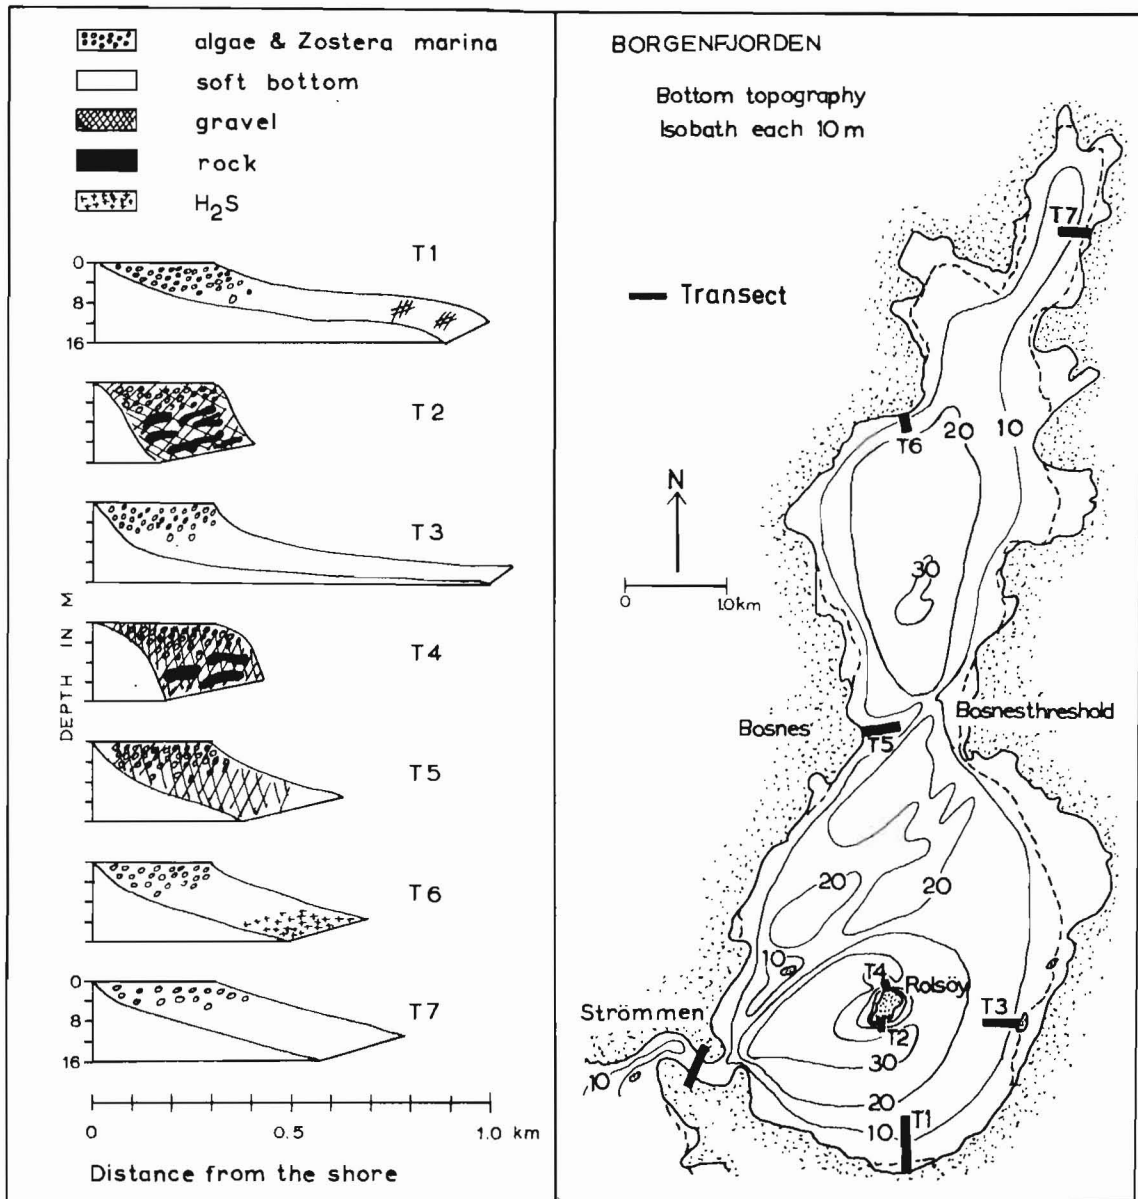 algae & Zostera marina
soft bottom
gravel
rock
H₂S
T1
0
8
16
T2
T3
DEPTH IN M
T4
T5
T6
T7
0
8
16
0
0.5
1.0 km
Distance from the shore
BORGENFJORDEN
Bottom topography
Isobath each 10 m
T7
Transect
T6
20
10
N
30
0
1.0 km
Bosnes
Bosnesthreshold
T5
20
20
10
T4
Rolsöy
Strömmen
T3
T2
10
30
20
10
T1